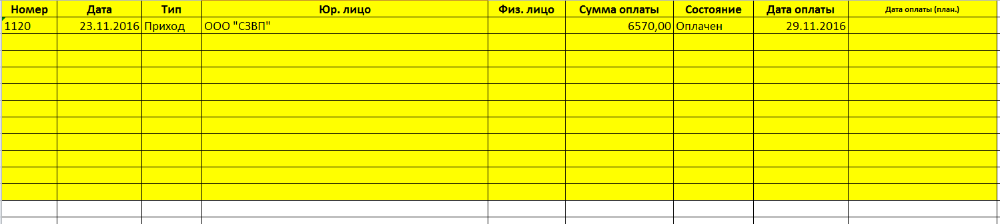 Номер Дата Тип Юр. лицо Физ. лицо Сумма оплаты Состояние Дата оплаты Дата оплаты (план.)
1120 23.11.2016 Приход ООО "СЗВП" 6570,00 Оплачен 29.11.2016